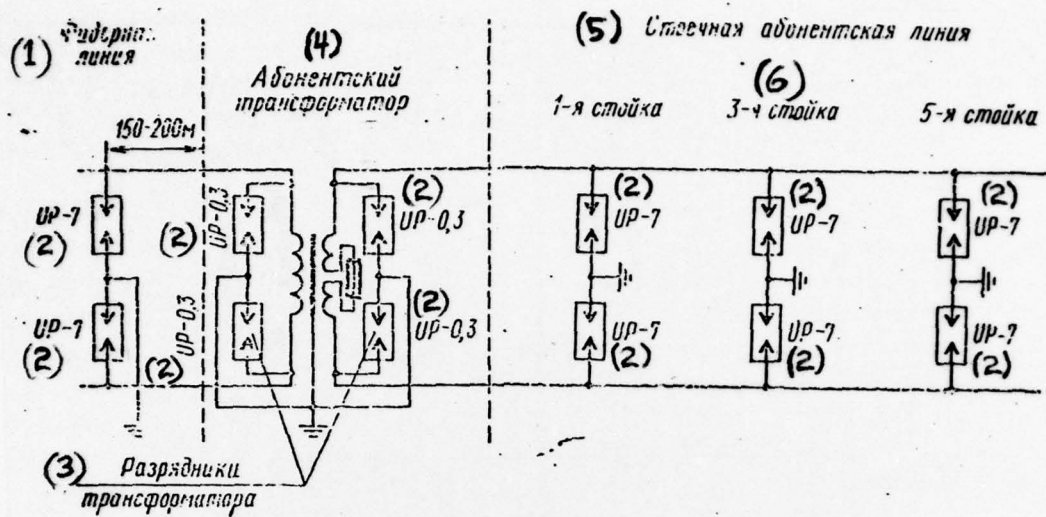 (1) Фидерная
линия
(4)
Абонентский
трансформатор
(5) Стоечная абонентская линия
(6)
1-я стойка
3-я стойка
5-я стойка
150-200м
UP-7
(2)
UP-7
(2)
(2)
UP-0,3
(2)
UP-0,3
(2)
UP-0,3
(2)
UP-0,3
(2)
UP-7
UP-7
(2)
(2)
UP-7
UP-7
(2)
(2)
UP-7
UP-7
(2)
(3) Разрядники
трансформатора